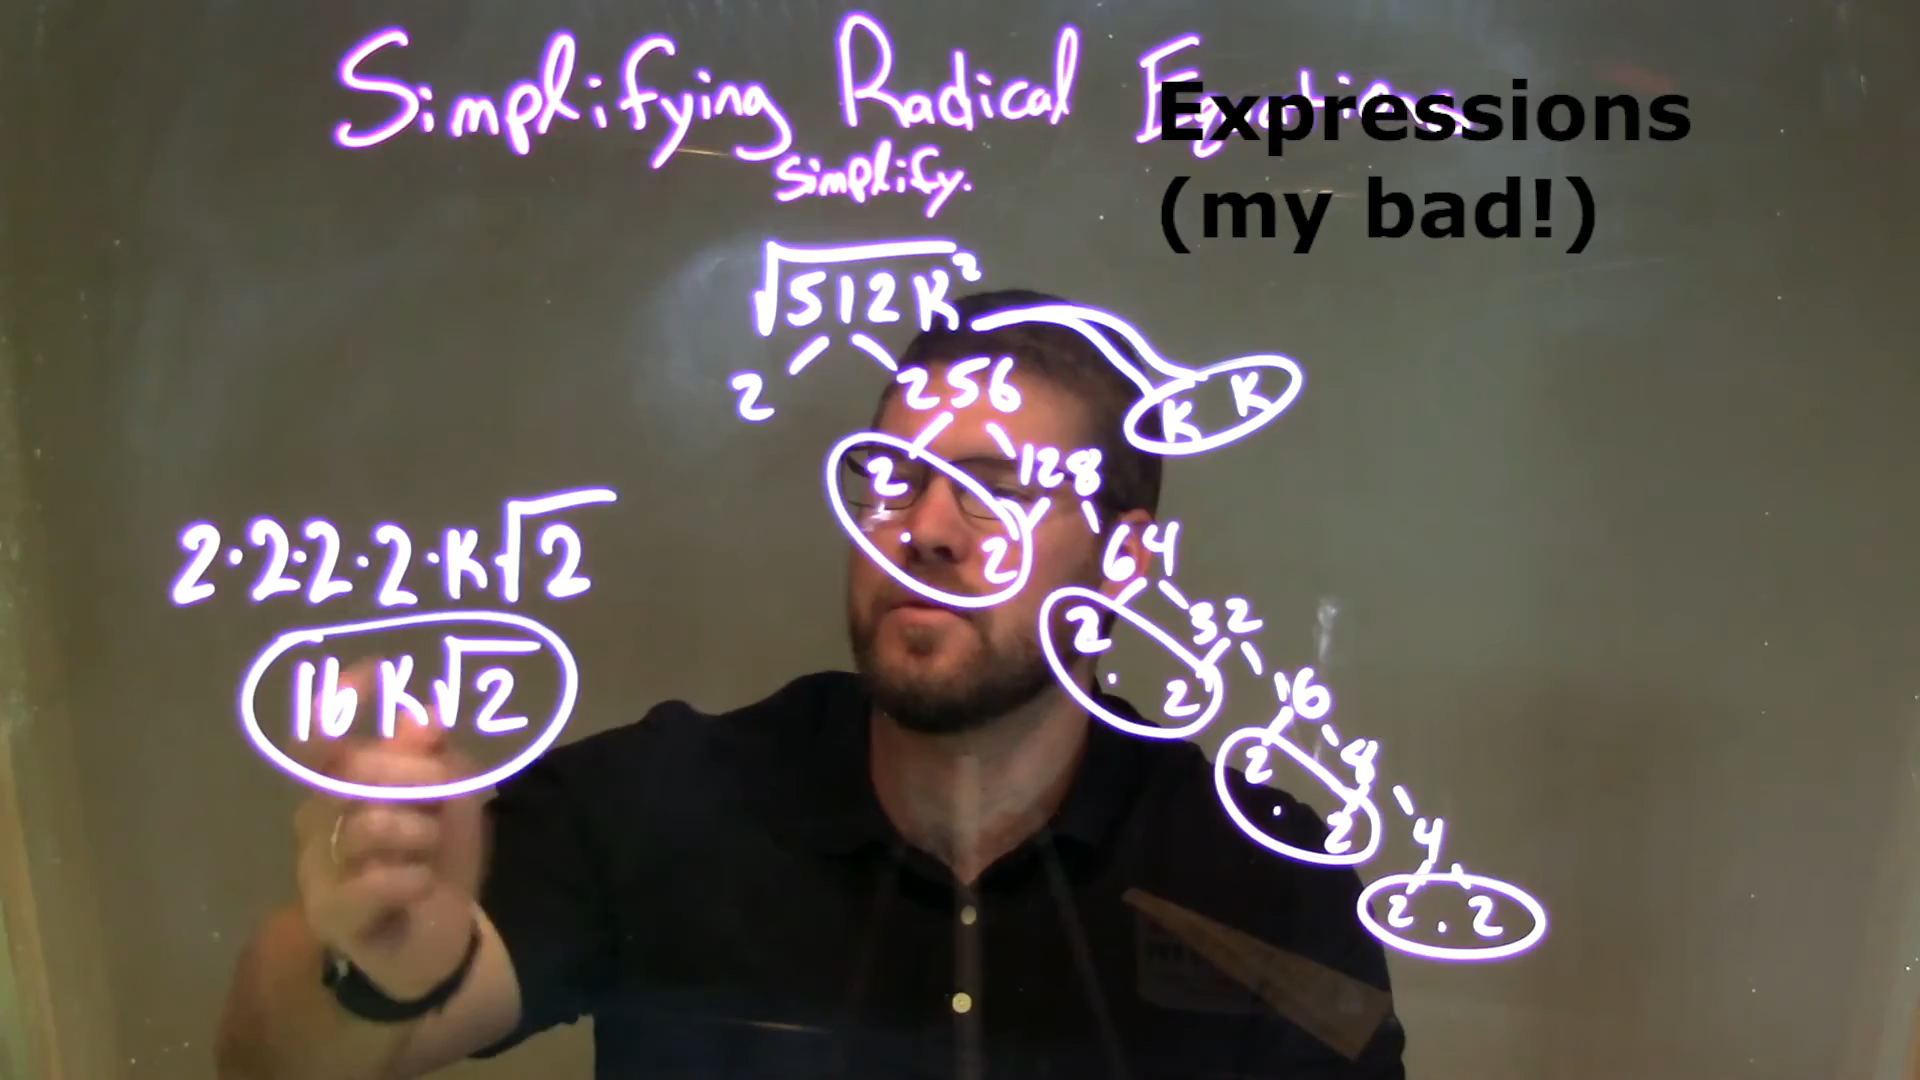 Simplifying Radical Equations
Expressions
(my bad!)
simplify.
√512K²
2 256
K K
2 128
2 64
2 32
2 16
2 8
2 4
2 · 2
2·2·2·2·K√2
16K√2